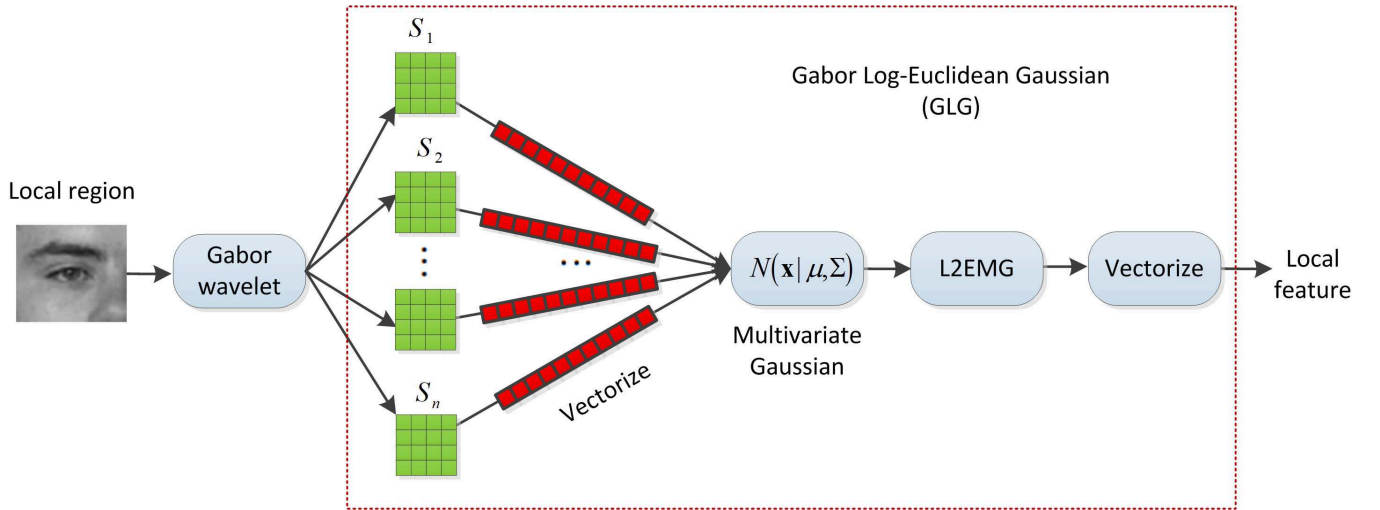 S₁
Gabor Log-Euclidean Gaussian
(GLG)
S₂
Local region
Gabor
wavelet
N(x| μ,Σ)
L2EMG
Vectorize
Local
feature
Multivariate
Gaussian
Vectorize
Sₙ